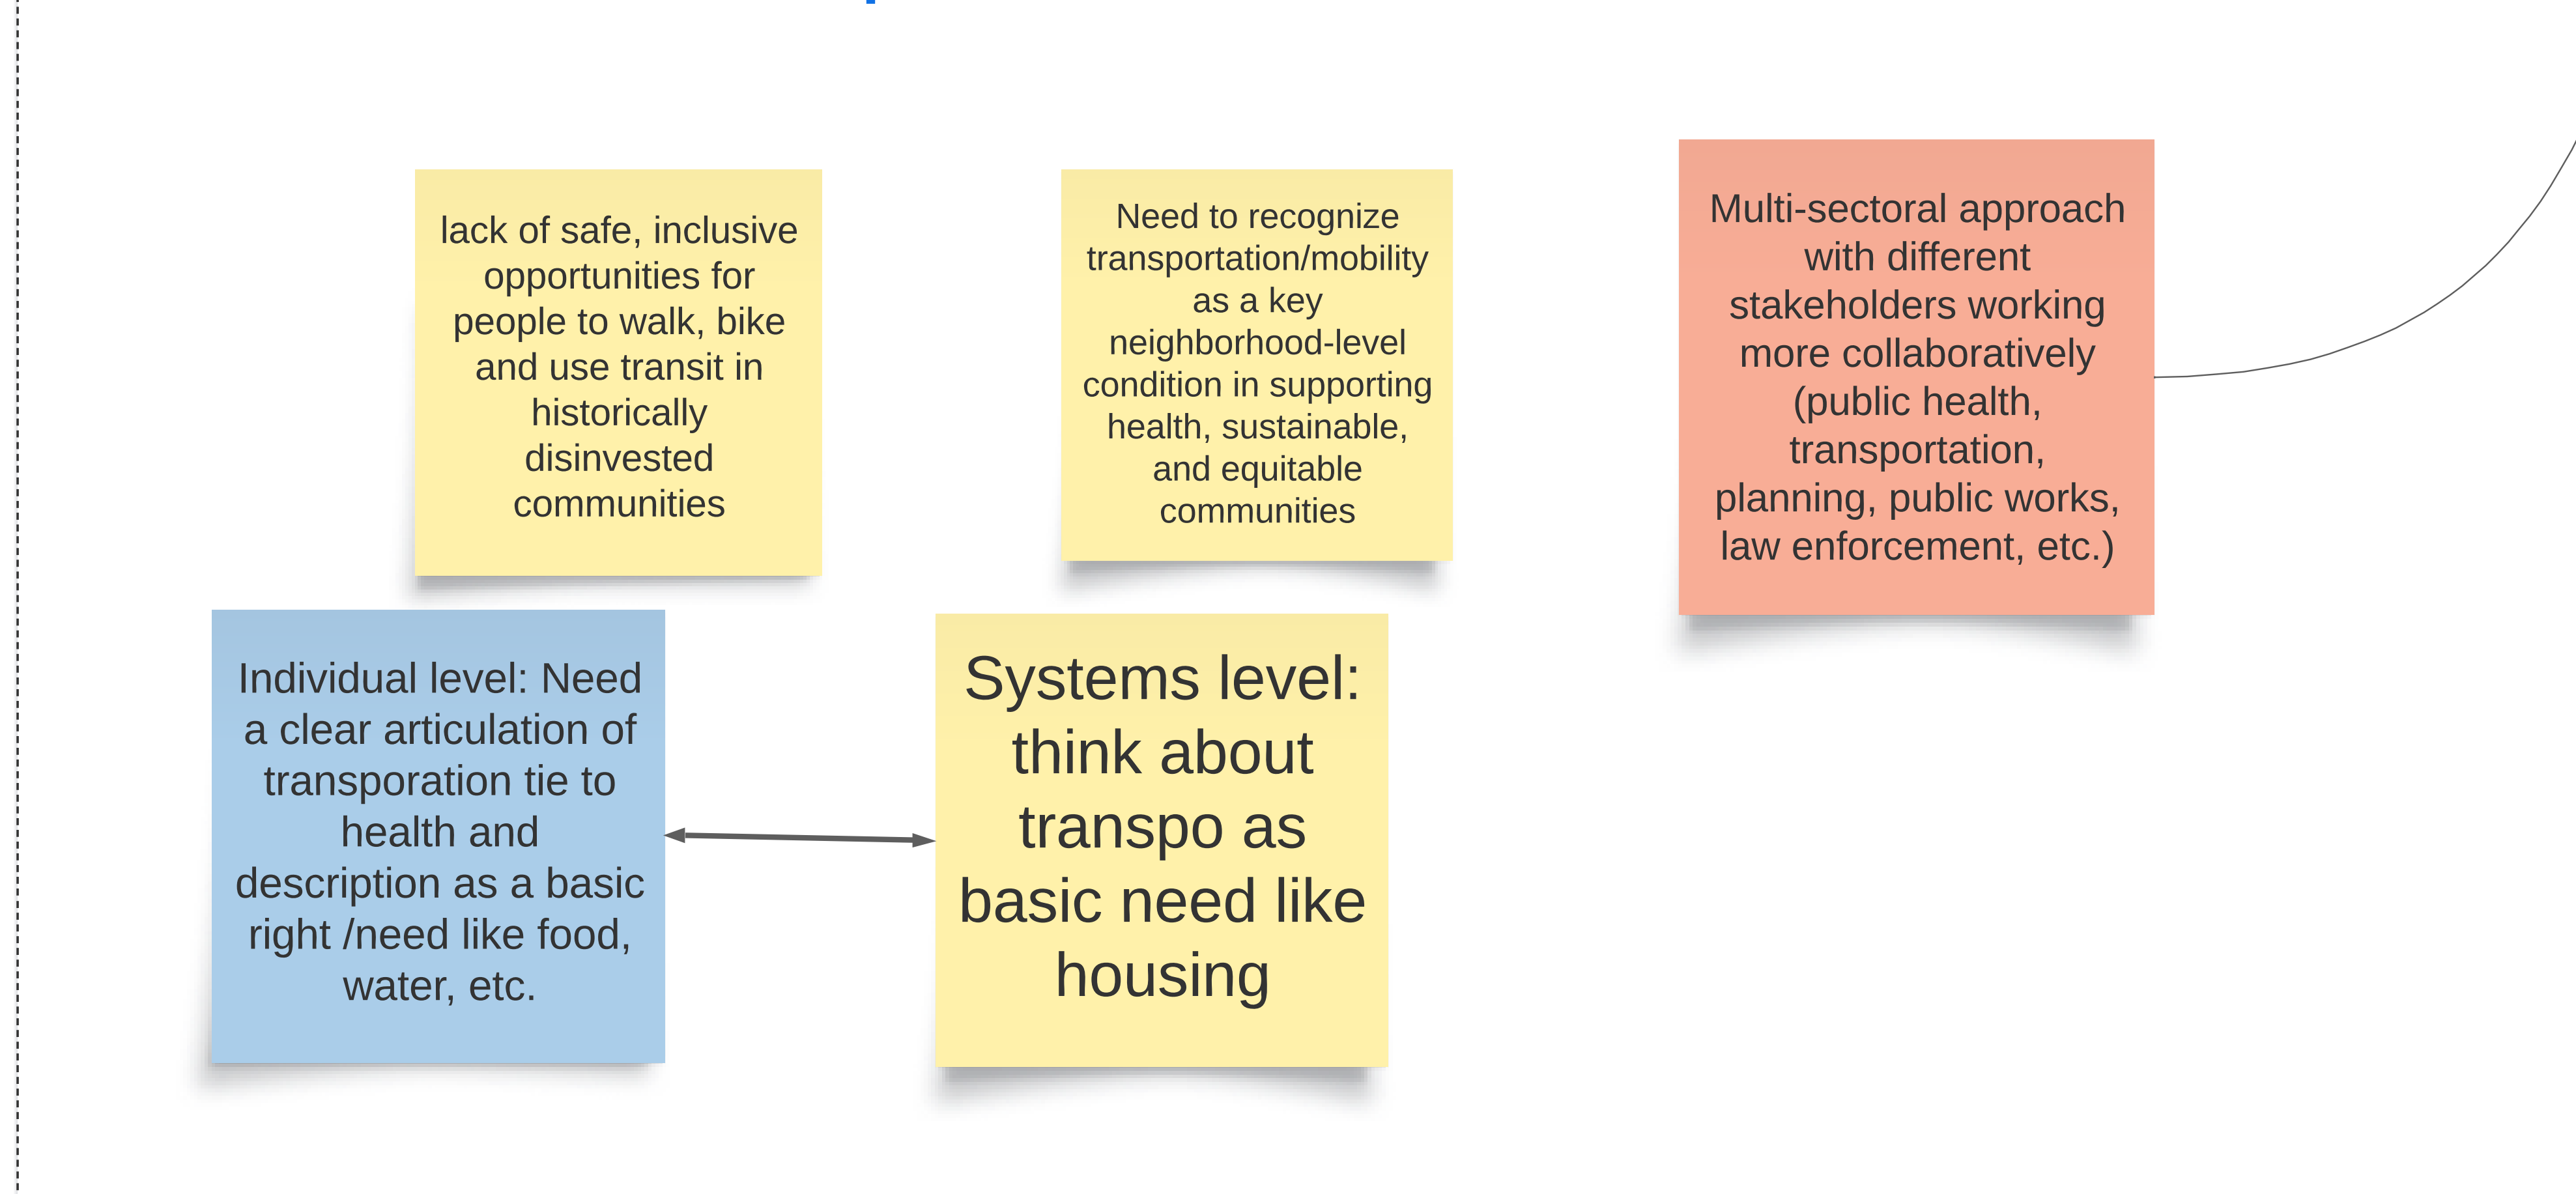 lack of safe, inclusive
opportunities for
people to walk, bike
and use transit in
historically
disinvested
communities
Need to recognize
transportation/mobility
as a key
neighborhood-level
condition in supporting
health, sustainable,
and equitable
communities
Multi-sectoral approach
with different
stakeholders working
more collaboratively
(public health,
transportation,
planning, public works,
law enforcement, etc.)
Individual level: Need
a clear articulation of
transporation tie to
health and
description as a basic
right /need like food,
water, etc.
Systems level:
think about
transpo as
basic need like
housing